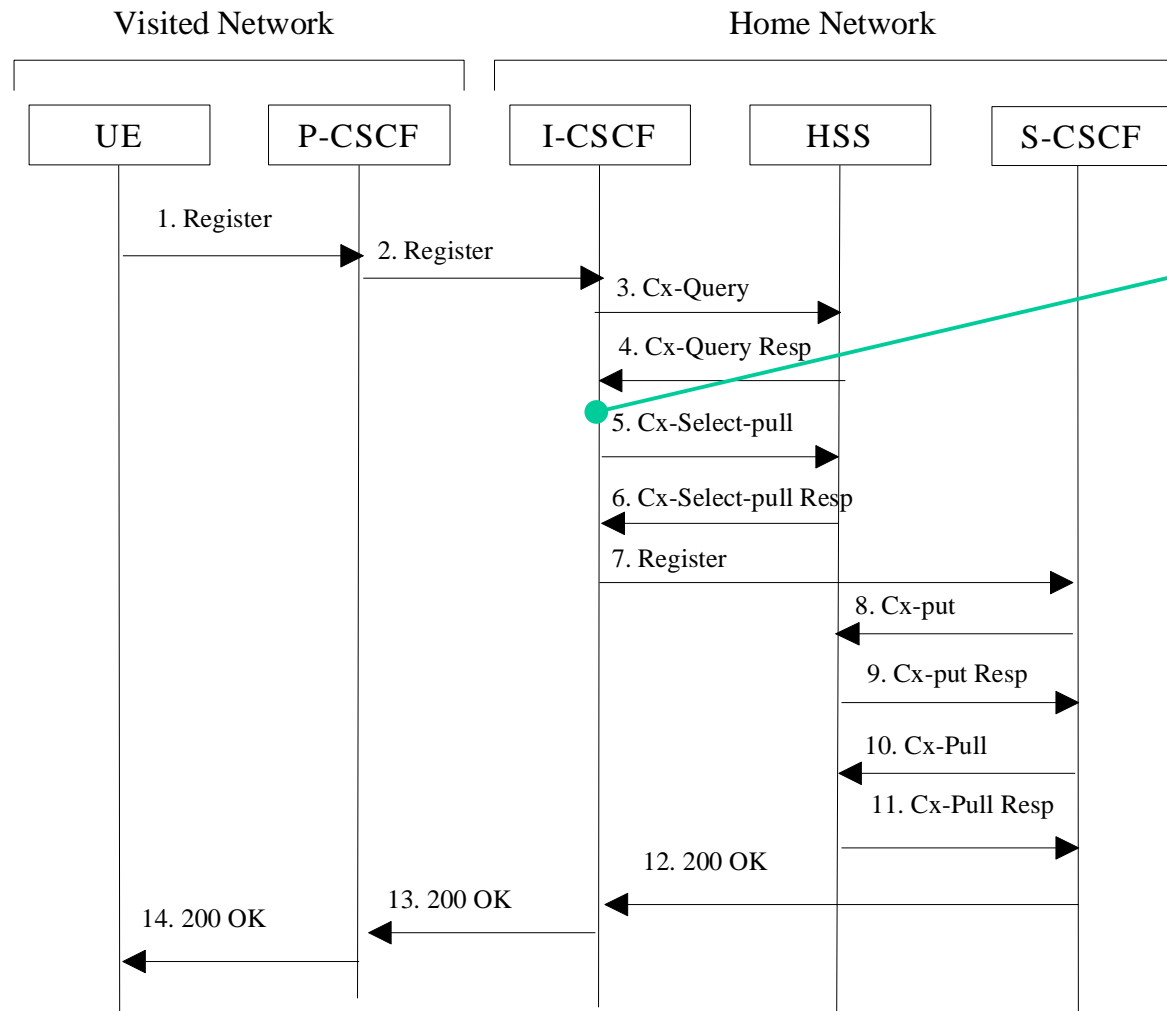 Visited Network
Home Network
UE
P-CSCF
I-CSCF
HSS
S-CSCF
1. Register
2. Register
3. Cx-Query
4. Cx-Query Resp
5. Cx-Select-pull
6. Cx-Select-pull Resp
7. Register
8. Cx-put
9. Cx-put Resp
10. Cx-Pull
11. Cx-Pull Resp
12. 200 OK
13. 200 OK
14. 200 OK